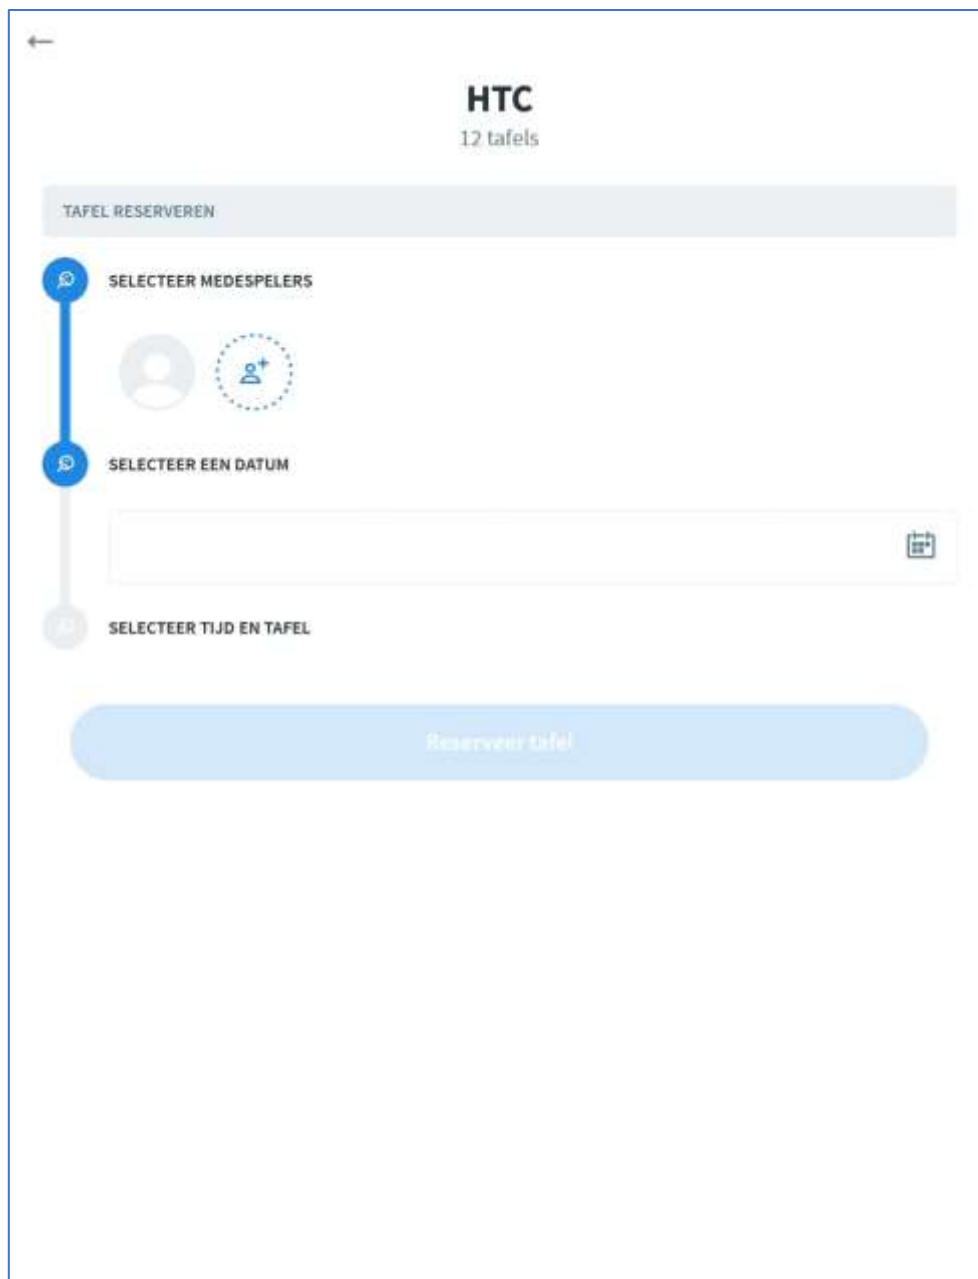 HTC
12 tafels
TAFEL RESERVEREN
SELECTEER MEDESPELERS
SELECTEER EEN DATUM
SELECTEER TIJD EN TAFEL
Reserveer tafel